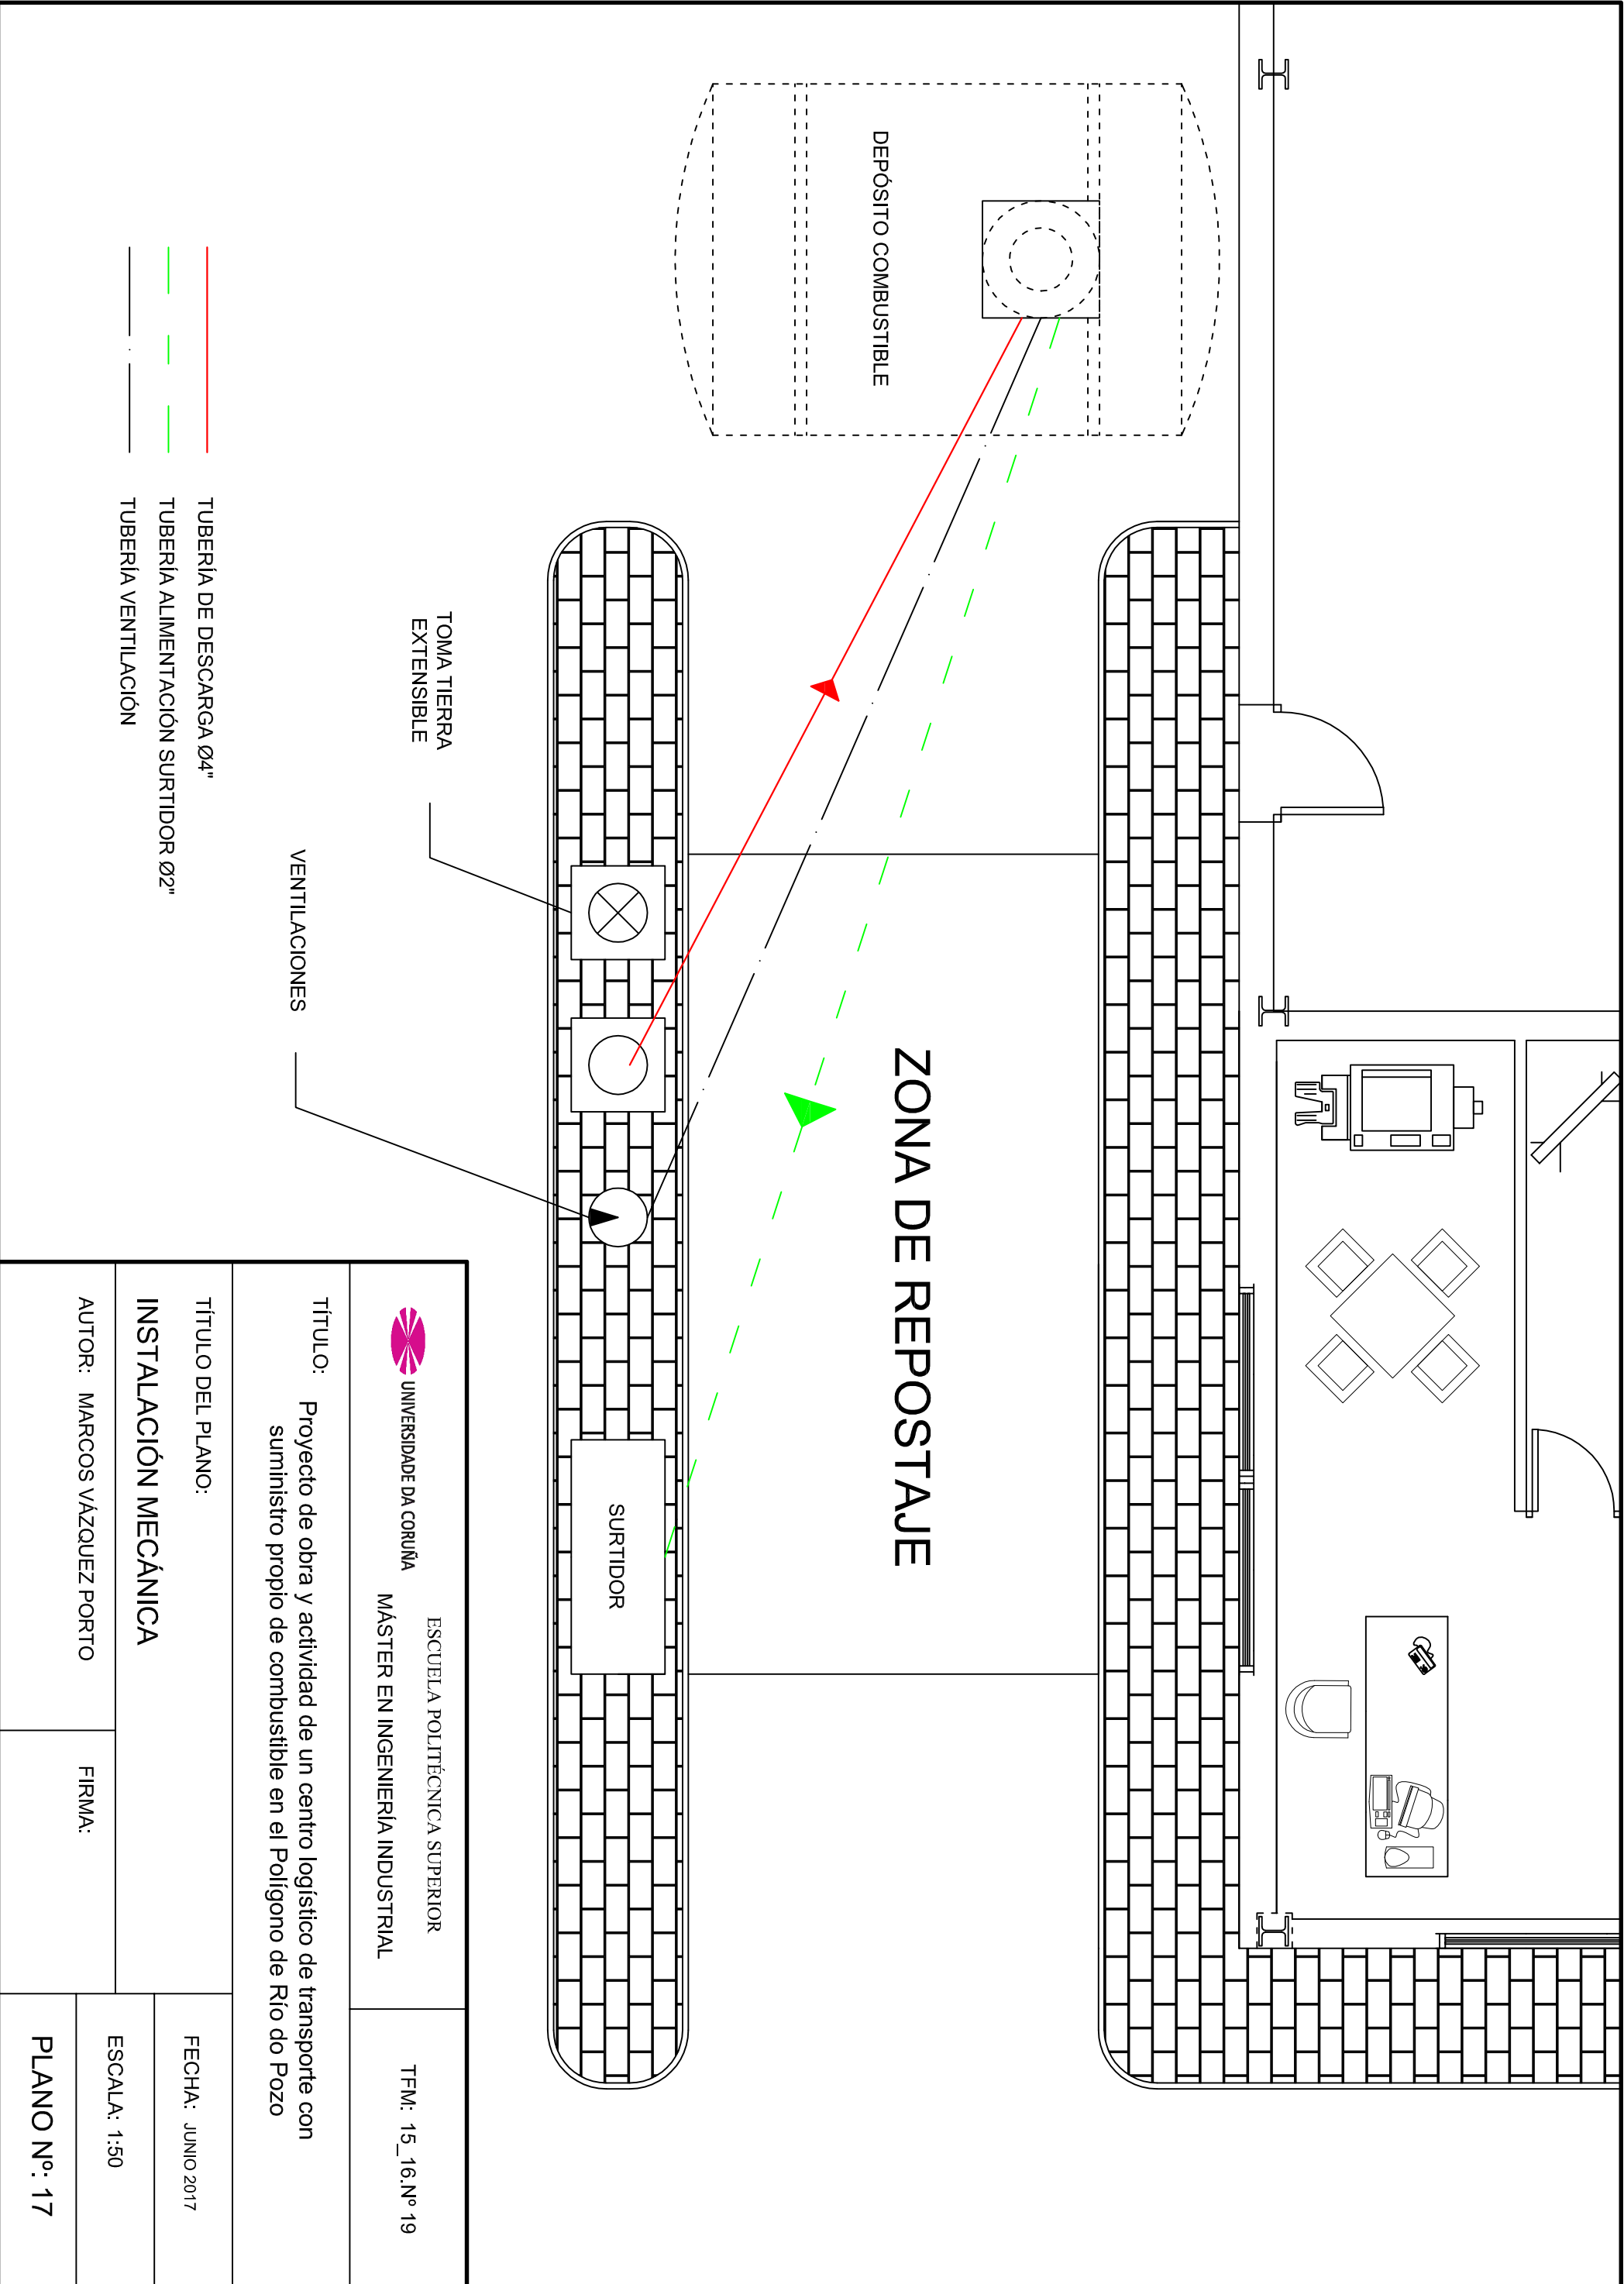 DEPÓSITO COMBUSTIBLE
ZONA DE REPOSTAJE
SURTIDOR
TOMA TIERRA
EXTENSIBLE
VENTILACIONES
TUBERÍA DE DESCARGA Ø4"
TUBERÍA ALIMENTACIÓN SURTIDOR Ø2"
TUBERÍA VENTILACIÓN
UNIVERSIDADE DA CORUÑA
ESCUELA POLITÉCNICA SUPERIOR
MÁSTER EN INGENIERÍA INDUSTRIAL
TFM: 15_16.Nº 19
TÍTULO: Proyecto de obra y actividad de un centro logístico de transporte con
suministro propio de combustible en el Polígono de Río do Pozo
TÍTULO DEL PLANO:
INSTALACIÓN MECÁNICA
FECHA: JUNIO 2017
ESCALA: 1:50
AUTOR: MARCOS VÁZQUEZ PORTO
FIRMA:
PLANO Nº: 17